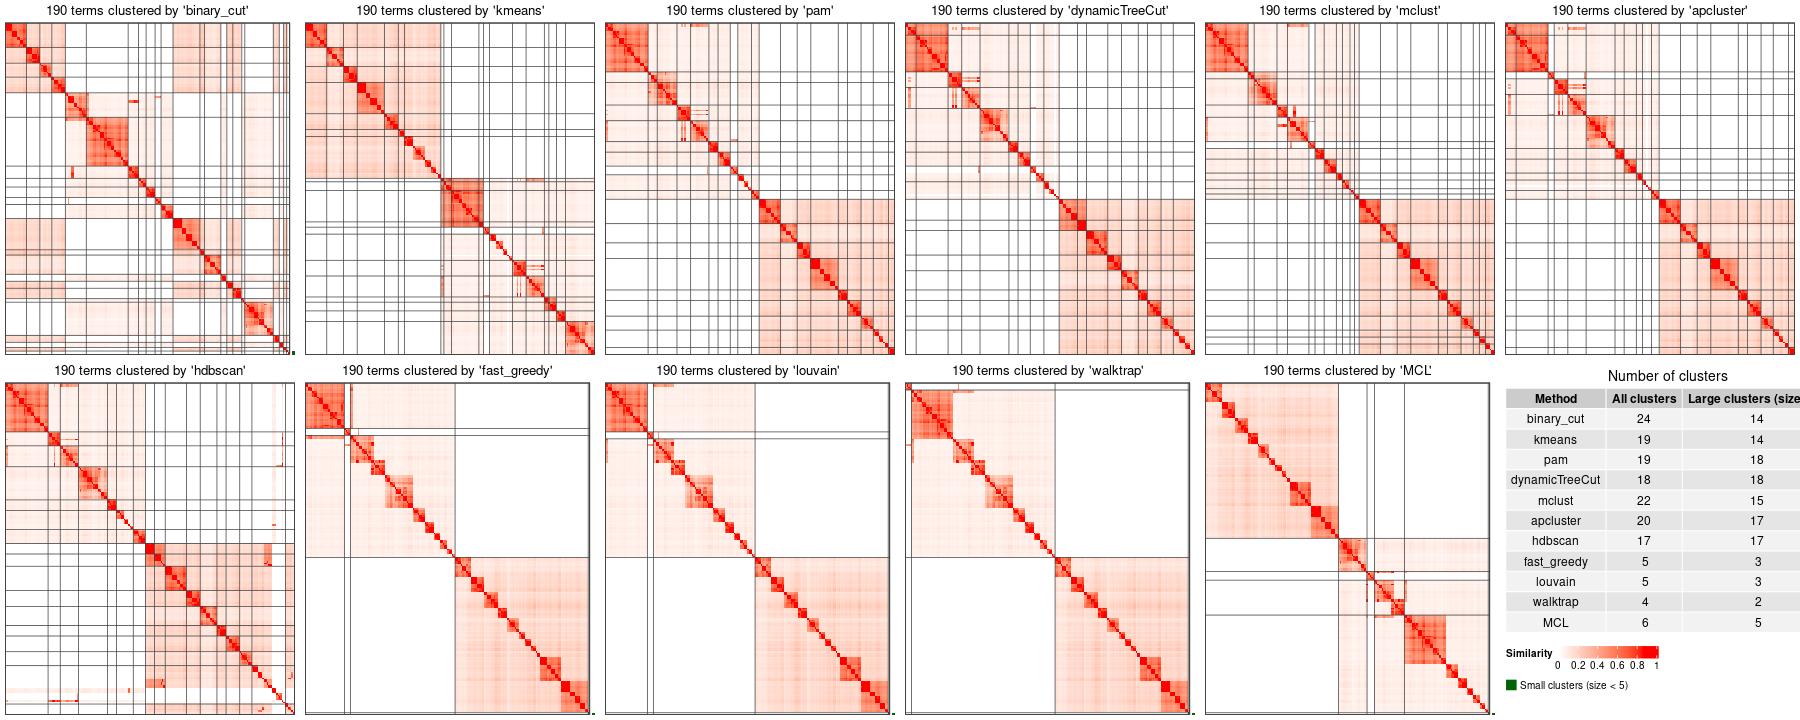 190 terms clustered by 'binary_cut'
190 terms clustered by 'kmeans'
190 terms clustered by 'pam'
190 terms clustered by 'dynamicTreeCut'
190 terms clustered by 'mclust'
190 terms clustered by 'apcluster'
190 terms clustered by 'hdbscan'
190 terms clustered by 'fast_greedy'
190 terms clustered by 'louvain'
190 terms clustered by 'walktrap'
190 terms clustered by 'MCL'
Number of clusters
Method All clusters Large clusters (size
binary_cut 24 14
kmeans 19 14
pam 19 18
dynamicTreeCut 18 18
mclust 22 15
apcluster 20 17
hdbscan 17 17
fast_greedy 5 3
louvain 5 3
walktrap 4 2
MCL 6 5
Similarity
0 0.2 0.4 0.6 0.8 1
Small clusters (size < 5)